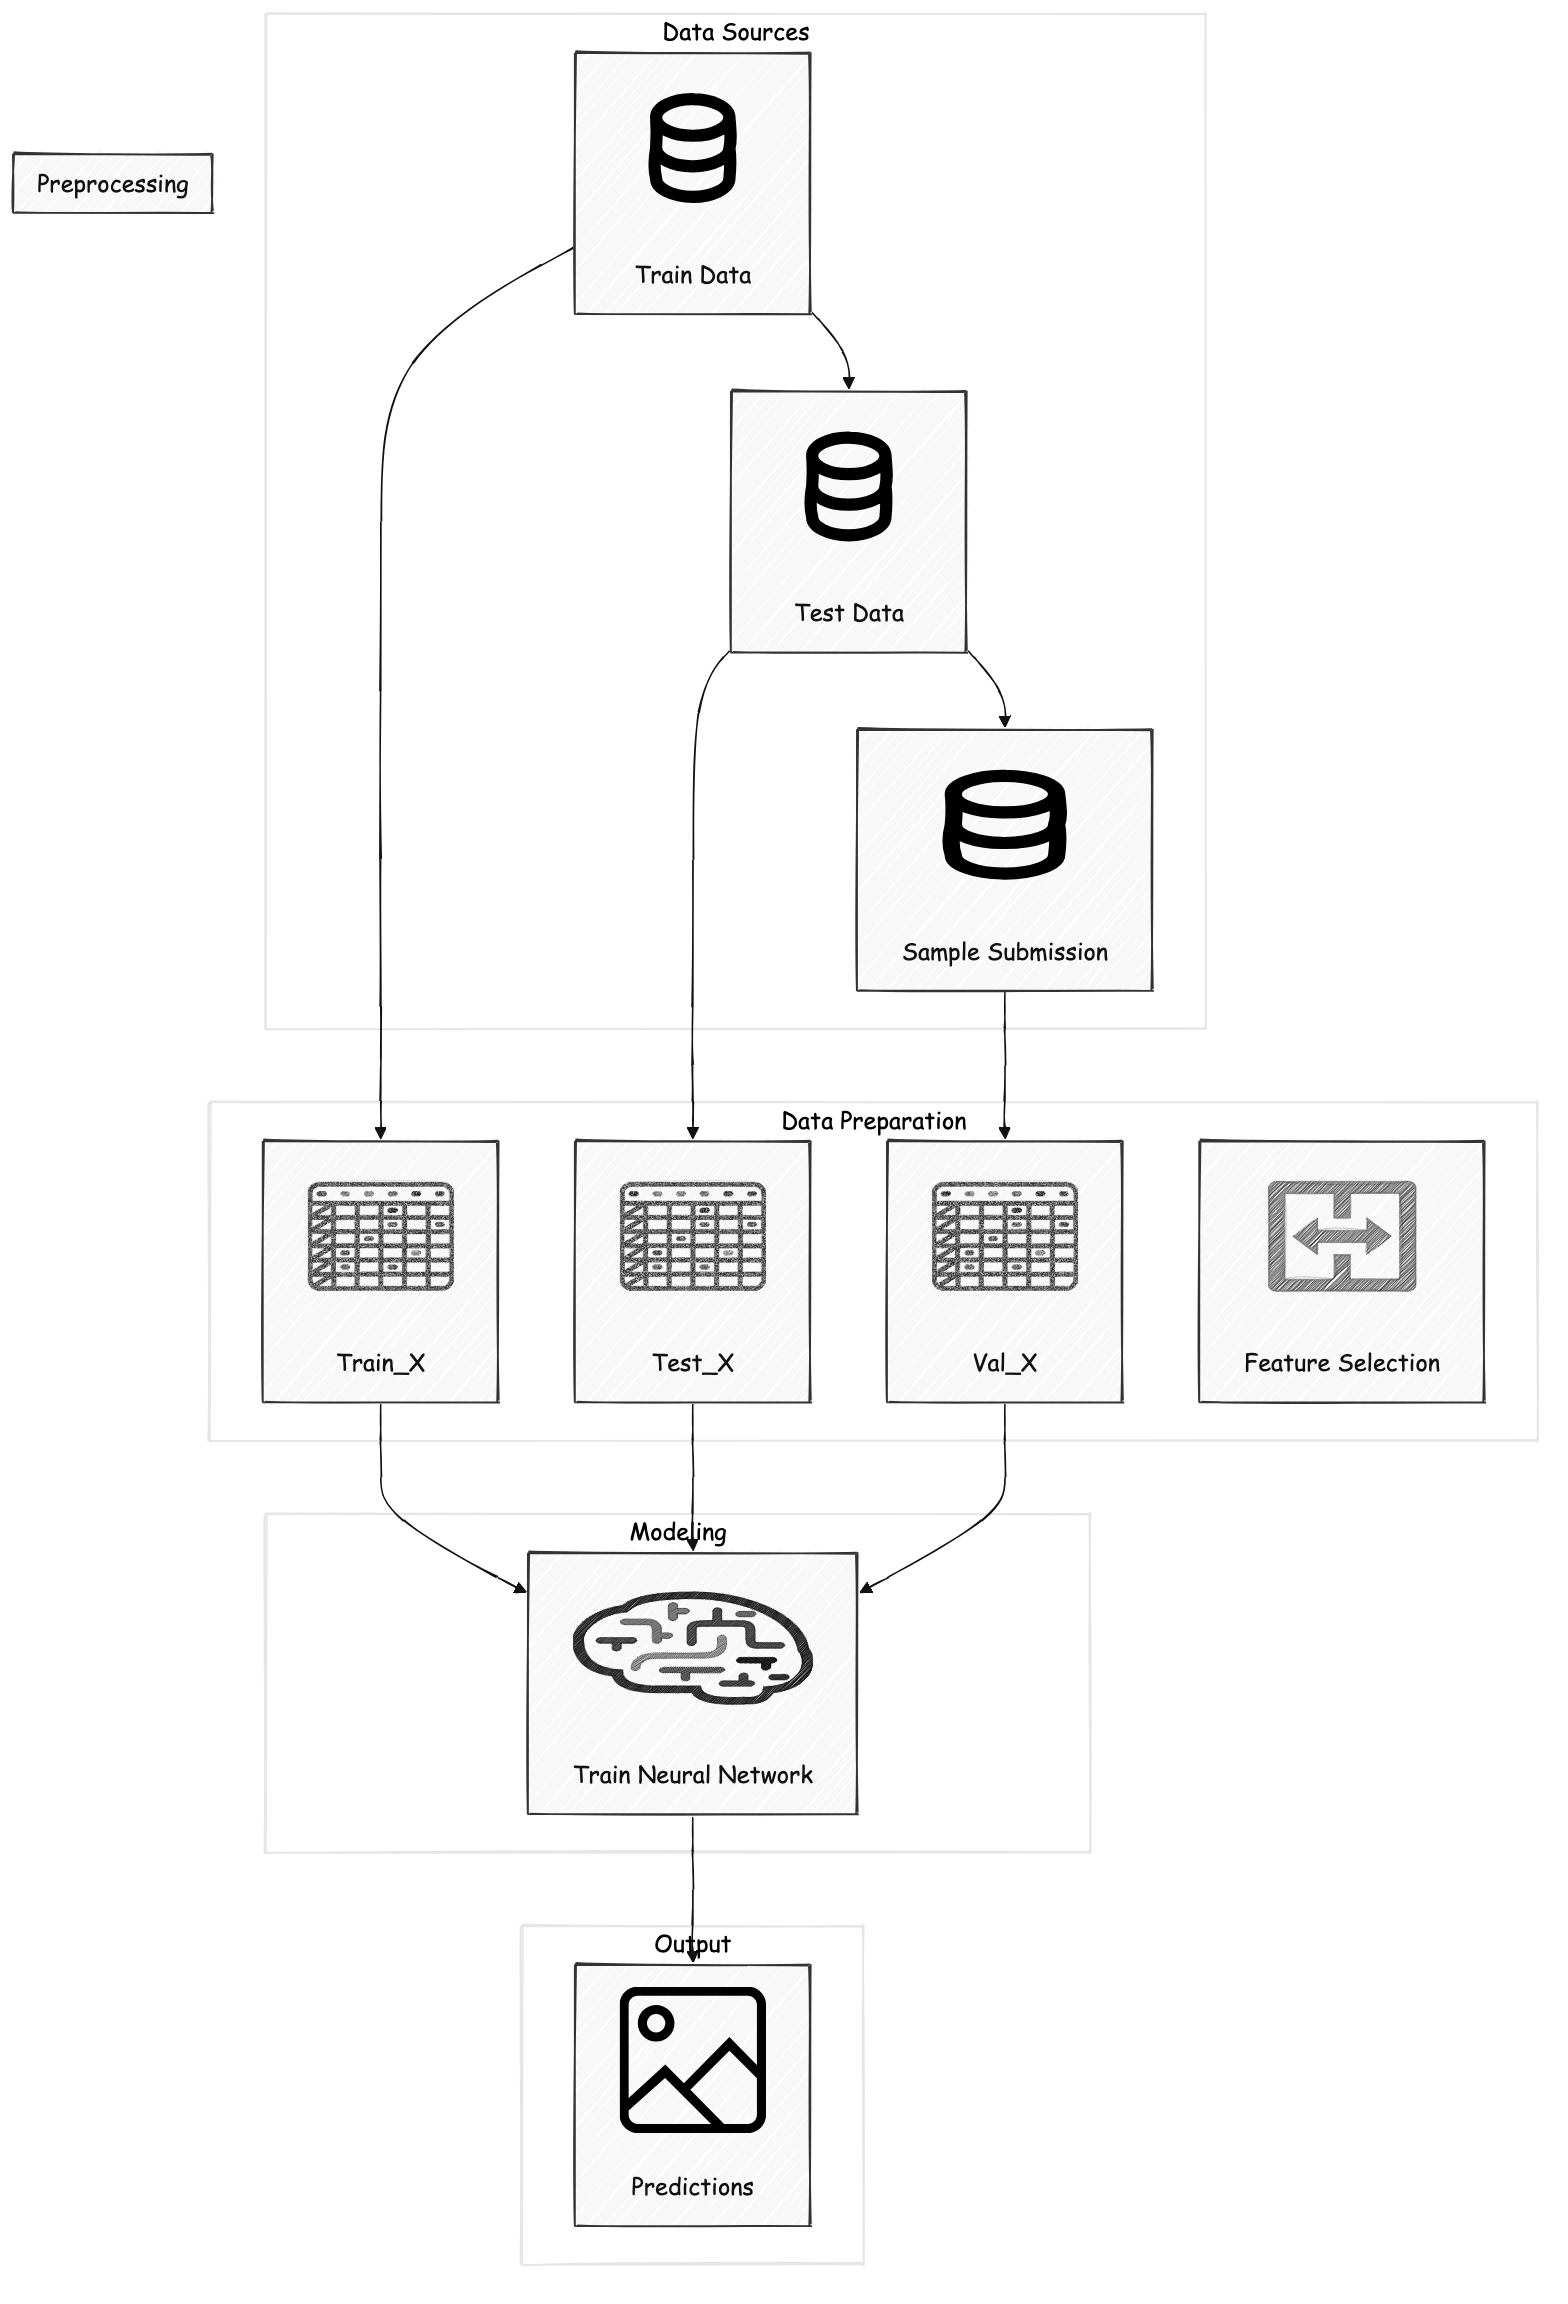 Data Sources
Preprocessing
Train Data
Test Data
Sample Submission
Data Preparation
Train_X
Test_X
Val_X
Feature Selection
Modeling
Train Neural Network
Output
Predictions